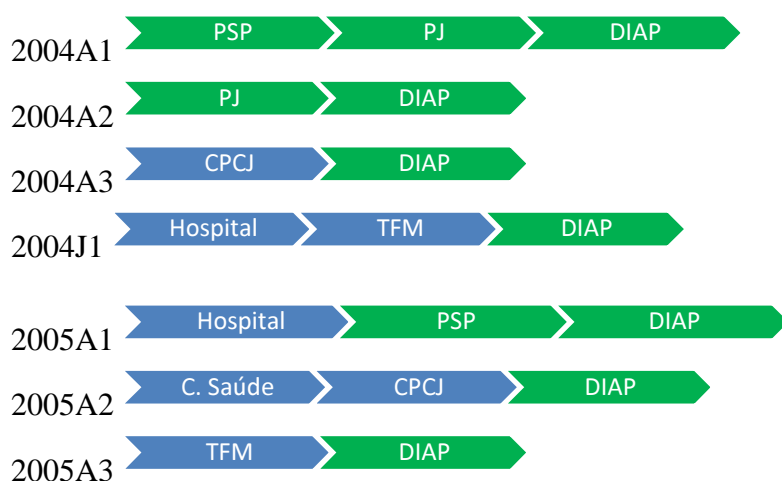 2004A1 PSP PJ DIAP
2004A2 PJ DIAP
2004A3 CPCJ DIAP
2004J1 Hospital TFM DIAP
2005A1 Hospital PSP DIAP
2005A2 C. Saúde CPCJ DIAP
2005A3 TFM DIAP